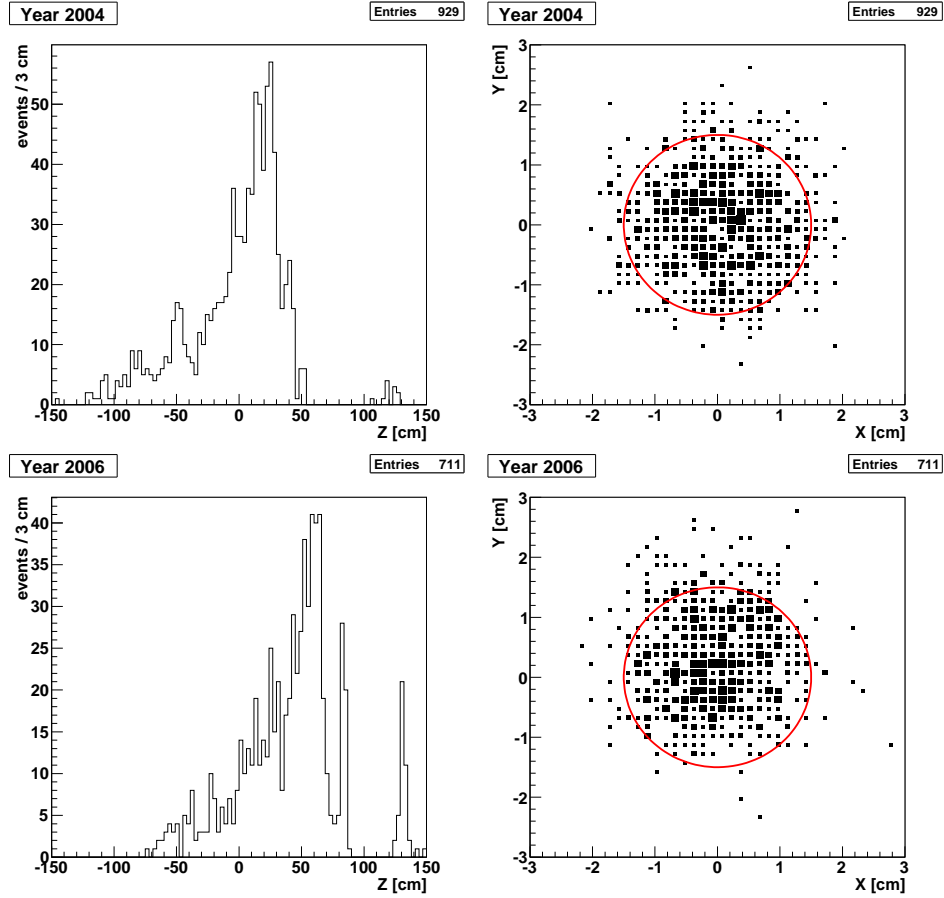 Year 2004
Entries 929
events / 3 cm
50
40
30
20
10
0
-150 -100 -50 0 50 100 150
Z [cm]
Year 2004
Entries 929
Y [cm]
3
2
1
0
-1
-2
-3
-3 -2 -1 0 1 2 3
X [cm]
Year 2006
Entries 711
events / 3 cm
40
35
30
25
20
15
10
5
0
-150 -100 -50 0 50 100 150
Z [cm]
Year 2006
Entries 711
Y [cm]
3
2
1
0
-1
-2
-3
-3 -2 -1 0 1 2 3
X [cm]